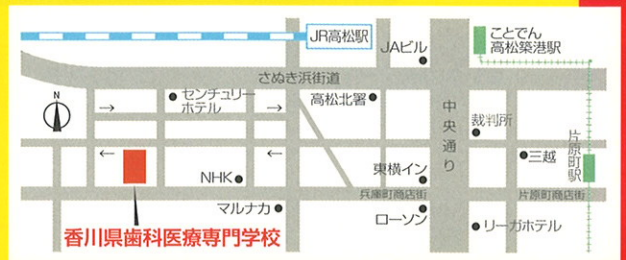 JR高松駅
JAビル
ことでん
高松築港駅
さぬき浜街道
N
センチュリー
ホテル
→
→
高松北署
中央通り
裁判所
片原町駅
三越
←
←
NHK
東横イン
兵庫町商店街
片原町商店街
マルナカ
ローソン
リーガホテル
香川県歯科医療専門学校